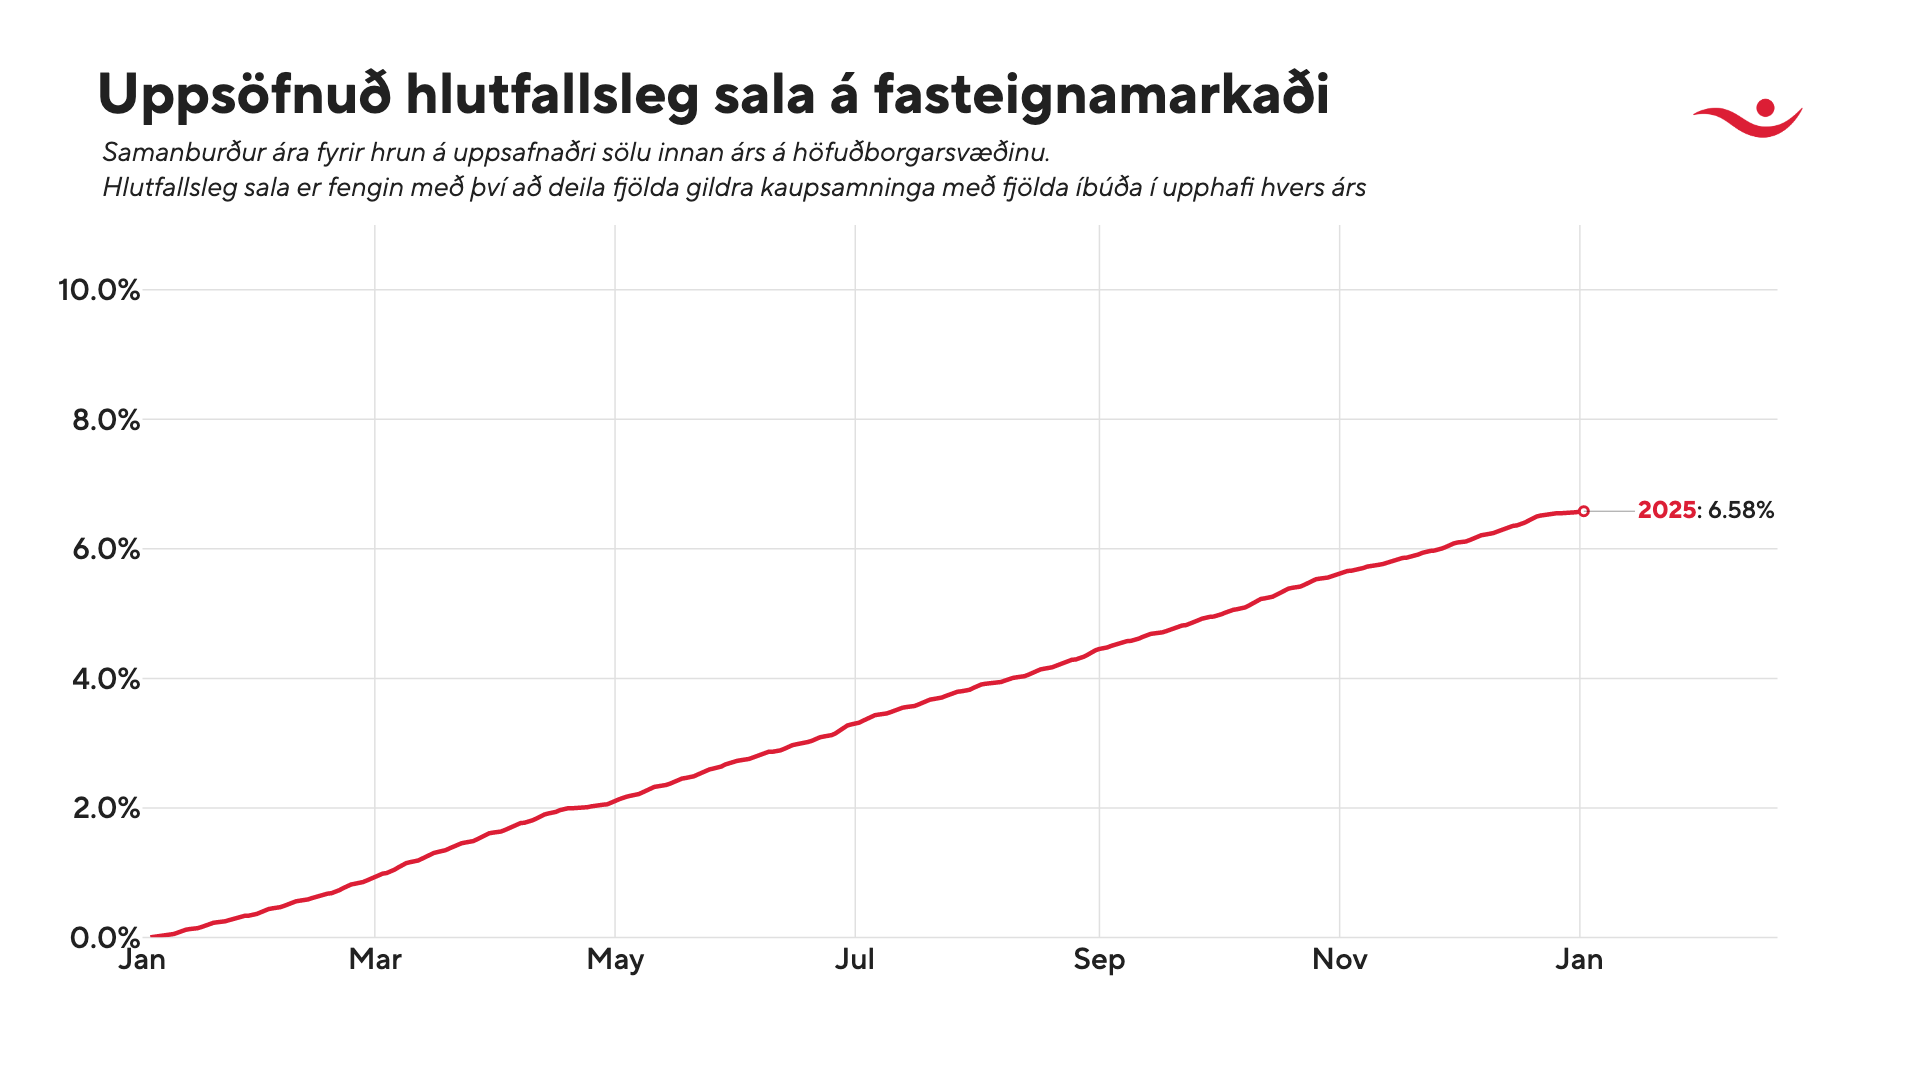 Uppsöfnuð hlutfallsleg sala á fasteignamarkaði
Samanburður ára fyrir hrun á uppsafnaðri sölu innan árs á höfuðborgarsvæðinu.
Hlutfallsleg sala er fengin með því að deila fjölda gildra kaupsamninga með fjölda íbúða í upphafi hvers árs
10.0%
8.0%
2025: 6.58%
6.0%
4.0%
2.0%
0.0%
Jan Mar May Jul Sep Nov Jan